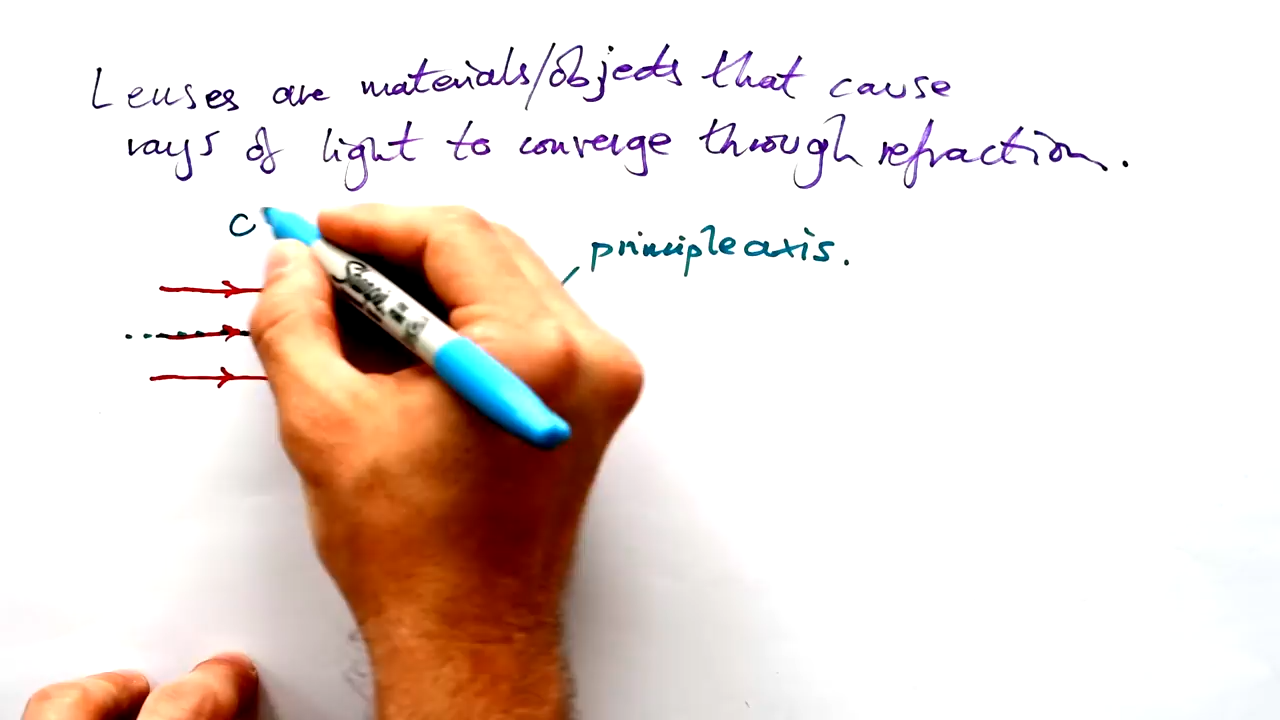 Lenses are materials/objects that cause
rays of light to converge through refraction.
C
principle axis.